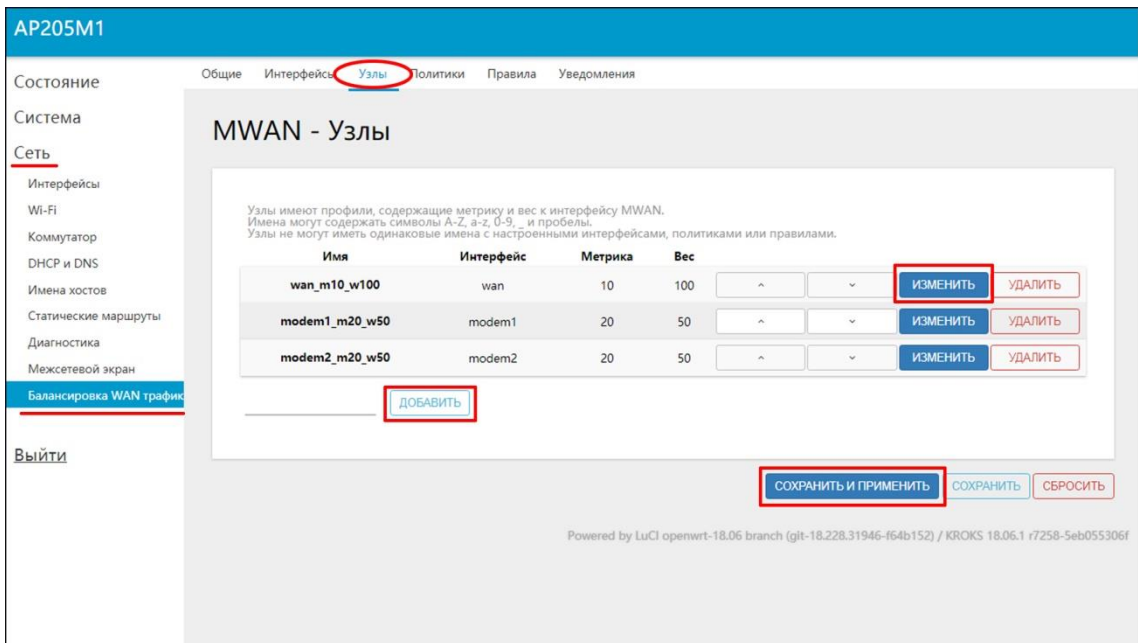 AP205M1
Состояние
Система
Сеть
Интерфейсы
Wi-Fi
Коммутатор
DHCP и DNS
Имена хостов
Статические маршруты
Диагностика
Межсетевой экран
Балансировка WAN трафик
Выйти
Общие Интерфейсы Узлы Политики Правила Уведомления
MWAN - Узлы
Узлы имеют профили, содержащие метрику и вес к интерфейсу MWAN.
Имена могут содержать символы A-Z, a-z, 0-9, _ и пробелы.
Узлы не могут иметь одинаковые имена с настроенными интерфейсами, политиками или правилами.
Имя Интерфейс Метрика Вес
wan_m10_w100 wan 10 100 ИЗМЕНИТЬ УДАЛИТЬ
modem1_m20_w50 modem1 20 50 ИЗМЕНИТЬ УДАЛИТЬ
modem2_m20_w50 modem2 20 50 ИЗМЕНИТЬ УДАЛИТЬ
ДОБАВИТЬ
СОХРАНИТЬ И ПРИМЕНИТЬ СОХРАНИТЬ СБРОСИТЬ
Powered by LuCI openwrt-18.06 branch (git-18.228.31946-f64b152) / KROKS 18.06.1 r7258-5eb055306f